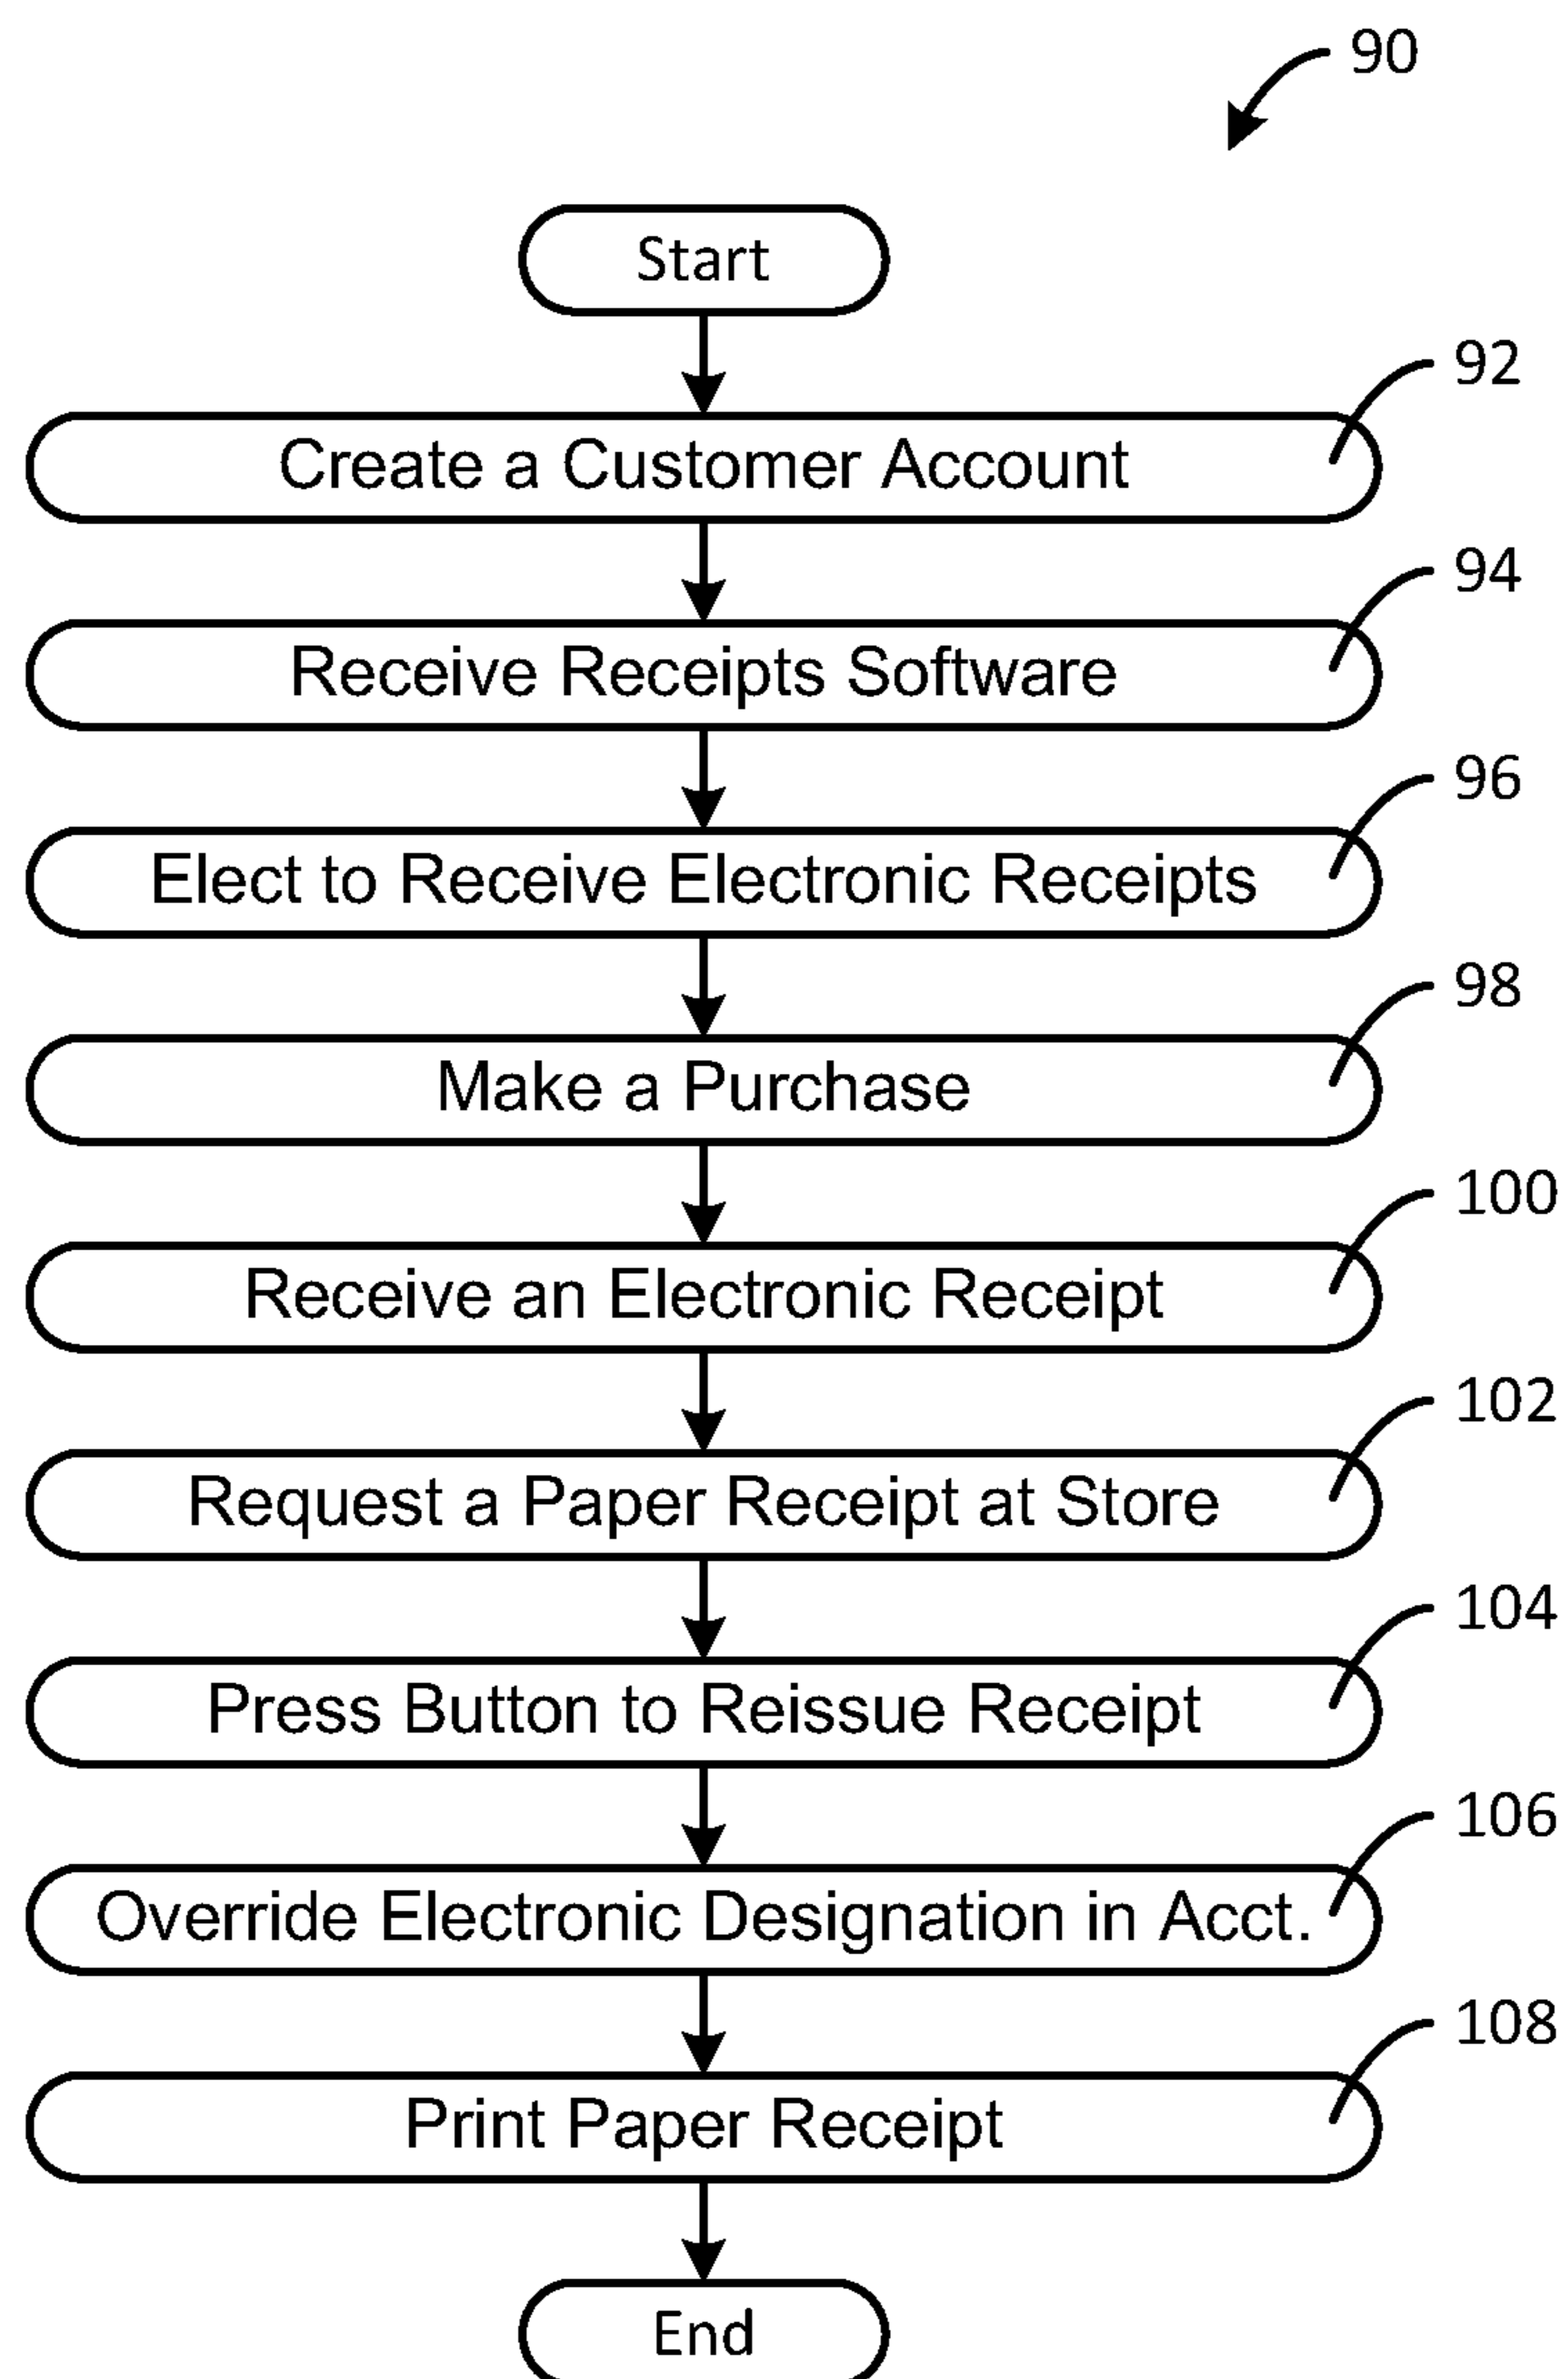 90
Start
92
Create a Customer Account
94
Receive Receipts Software
96
Elect to Receive Electronic Receipts
98
Make a Purchase
100
Receive an Electronic Receipt
102
Request a Paper Receipt at Store
104
Press Button to Reissue Receipt
106
Override Electronic Designation in Acct.
108
Print Paper Receipt
End